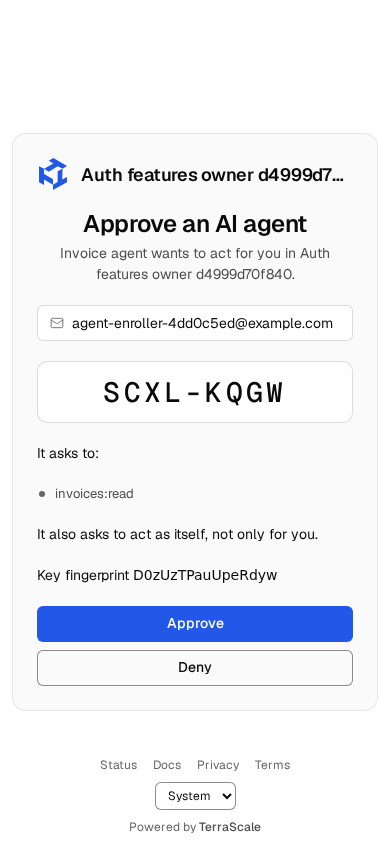 Auth features owner d4999d7...
Approve an AI agent
Invoice agent wants to act for you in Auth
features owner d4999d70f840.
agent-enroller-4dd0c5ed@example.com
SCXL-KQGW
It asks to:
invoices:read
It also asks to act as itself, not only for you.
Key fingerprint D0zUzTPauUpeRdyw
Approve
Deny
Status Docs Privacy Terms
System
Powered by TerraScale